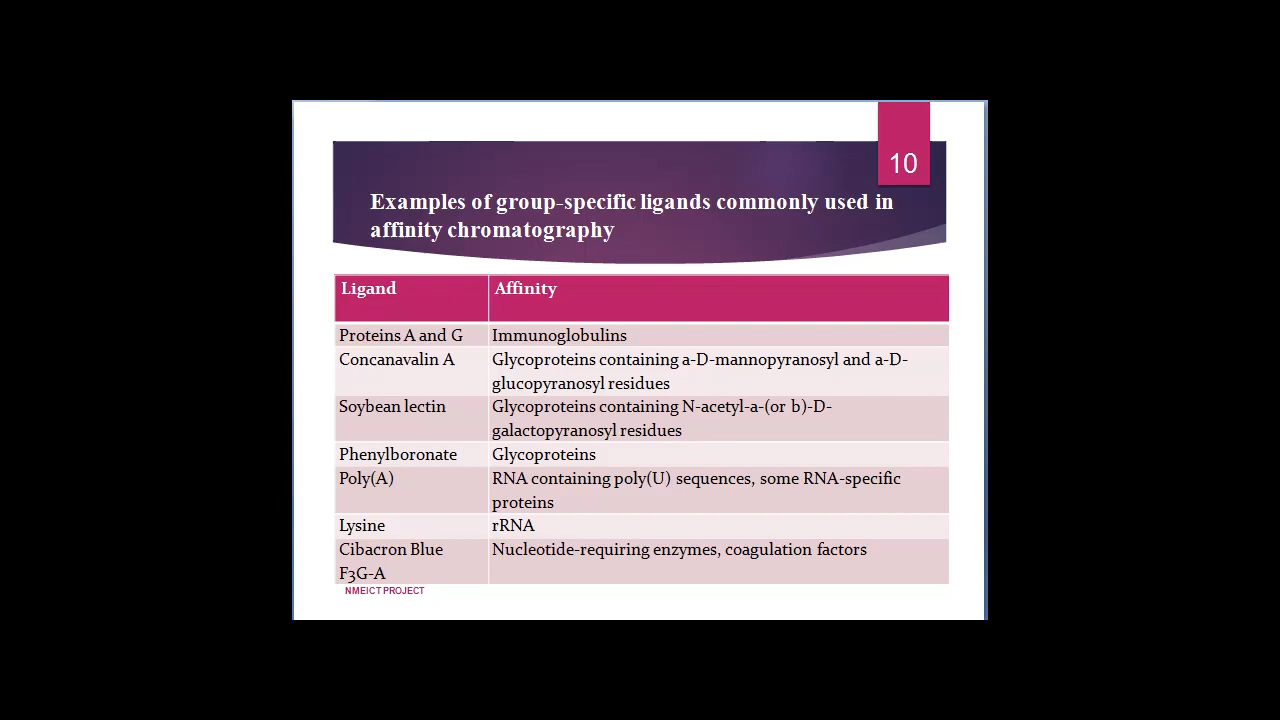 10
Examples of group-specific ligands commonly used in
affinity chromatography
Ligand Affinity
Proteins A and G Immunoglobulins
Concanavalin A Glycoproteins containing a-D-mannopyranosyl and a-D-
glucopyranosyl residues
Soybean lectin Glycoproteins containing N-acetyl-a-(or b)-D-
galactopyranosyl residues
Phenylboronate Glycoproteins
Poly(A) RNA containing poly(U) sequences, some RNA-specific
proteins
Lysine rRNA
Cibacron Blue Nucleotide-requiring enzymes, coagulation factors
F3G-A
NMEICT PROJECT